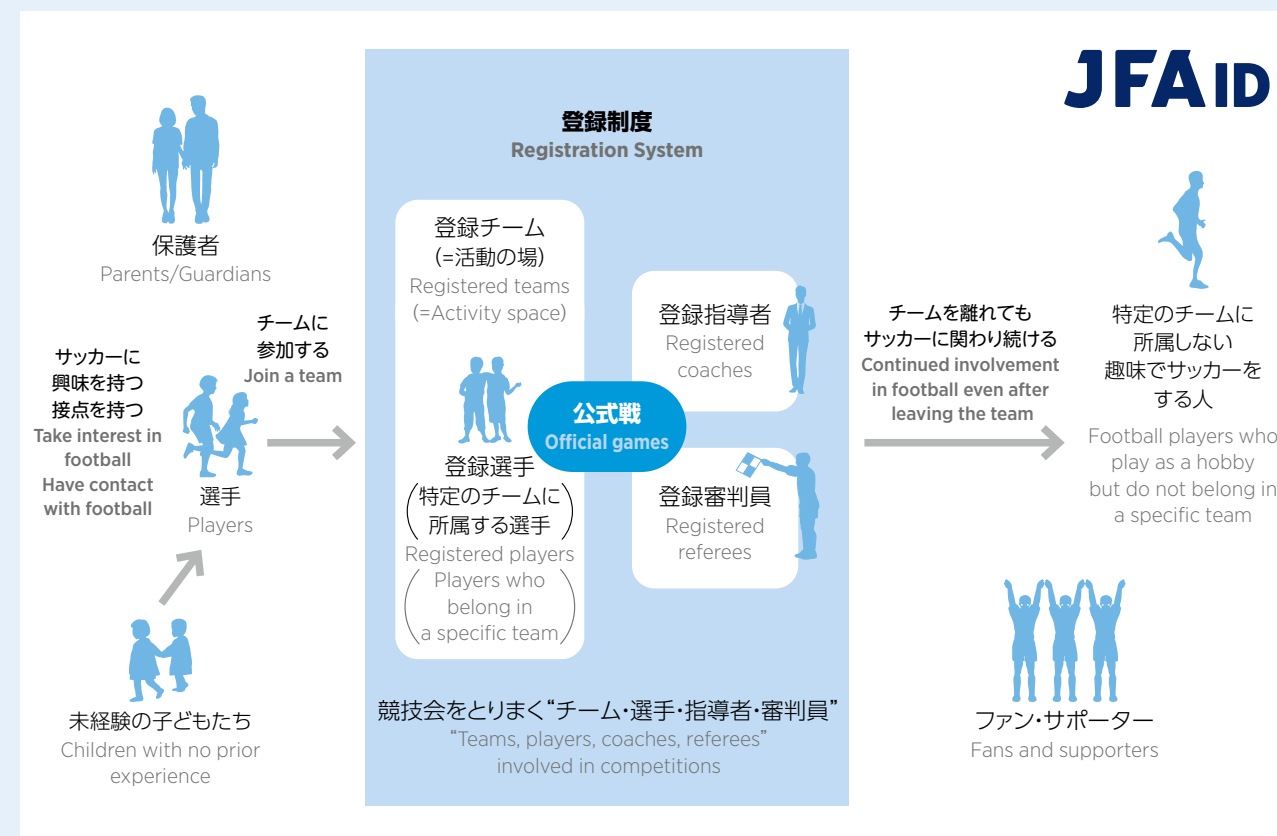 JFA ID
保護者
Parents/Guardians
サッカーに
興味を持つ
接点を持つ
Take interest in
football
Have contact
with football
チームに
参加する
Join a team
選手
Players
未経験の子どもたち
Children with no prior
experience
登録制度
Registration System
登録チーム
(=活動の場)
Registered teams
(=Activity space)
登録選手
(特定のチームに
所属する選手)
Registered players
(Players who
belong in
a specific team)
公式戦
Official games
登録指導者
Registered
coaches
登録審判員
Registered
referees
競技会をとりまく“チーム・選手・指導者・審判員”
“Teams, players, coaches, referees”
involved in competitions
チームを離れても
サッカーに関わり続ける
Continued involvement
in football even after
leaving the team
特定のチームに
所属しない
趣味でサッカーを
する人
Football players who
play as a hobby
but do not belong in
a specific team
ファン・サポーター
Fans and supporters